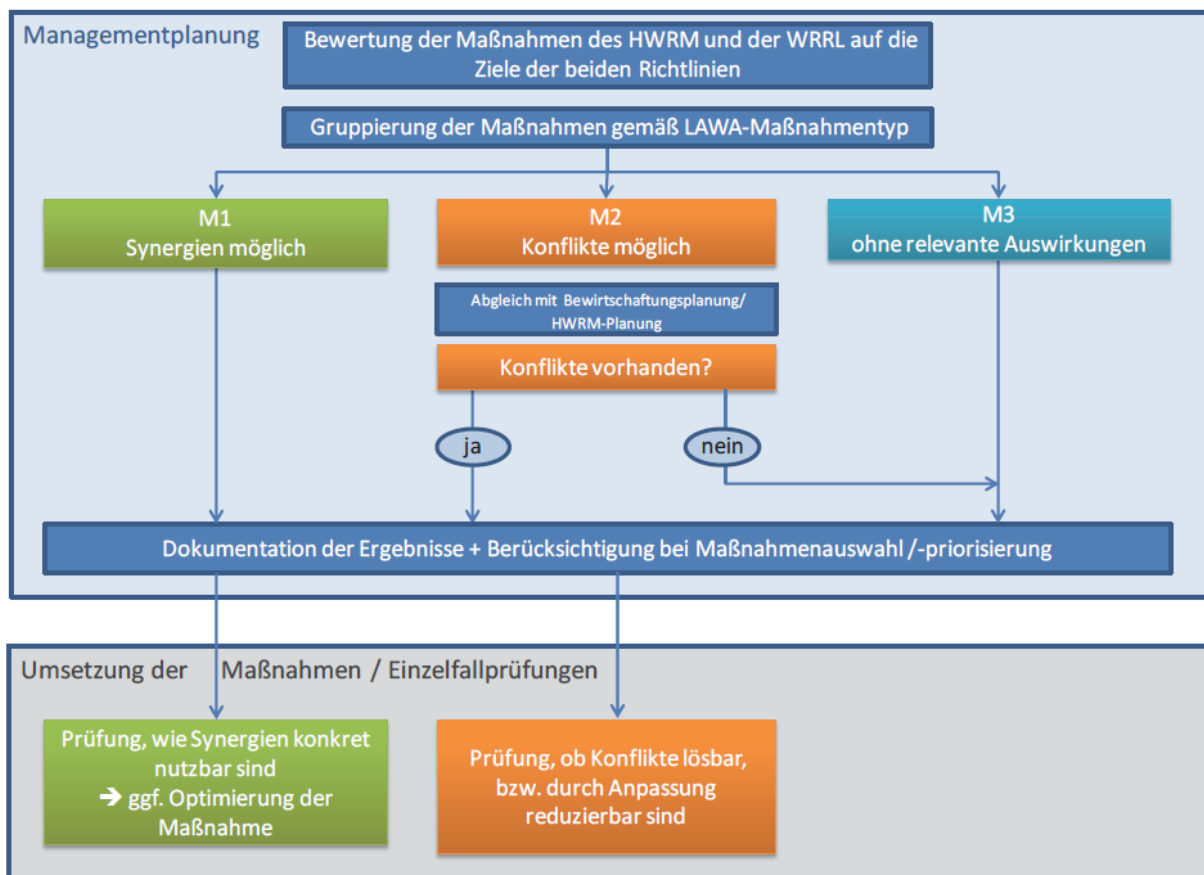 Managementplanung
Bewertung der Maßnahmen des HWRM und der WRRL auf die
Ziele der beiden Richtlinien
Gruppierung der Maßnahmen gemäß LAWA-Maßnahmentyp
M1
Synergien möglich
M2
Konflikte möglich
M3
ohne relevante Auswirkungen
Abgleich mit Bewirtschaftungsplanung/
HWRM-Planung
Konflikte vorhanden?
ja
nein
Dokumentation der Ergebnisse + Berücksichtigung bei Maßnahmenauswahl /-priorisierung
Umsetzung der Maßnahmen / Einzelfallprüfungen
Prüfung, wie Synergien konkret
nutzbar sind
➔ ggf. Optimierung der
Maßnahme
Prüfung, ob Konflikte lösbar,
bzw. durch Anpassung
reduzierbar sind